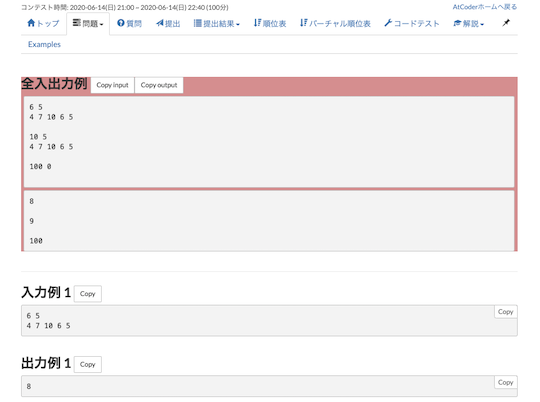 コンテスト時間: 2020-06-14(日) 21:00 ~ 2020-06-14(日) 22:40 (100分)
AtCoderホームへ戻る
トップ 問題 質問 提出 提出結果 順位表 バーチャル順位表 コードテスト 解説
Examples
全入出力例 Copy input Copy output
6 5
4 7 10 6 5
10 5
4 7 10 6 5
100 0
8
9
100
入力例 1 Copy
Copy
6 5
4 7 10 6 5
出力例 1 Copy
Copy
8